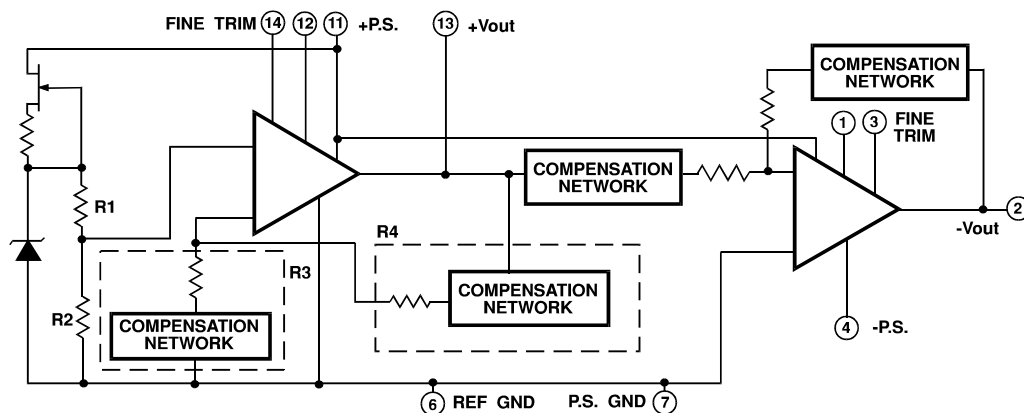 FINE TRIM 14 12 11 +P.S. 13 +Vout
COMPENSATION
NETWORK
1 3 FINE
TRIM
COMPENSATION
NETWORK
R1
2
-Vout
R4
R3
COMPENSATION
NETWORK
R2
COMPENSATION
NETWORK
4 -P.S.
6 REF GND P.S. GND 7